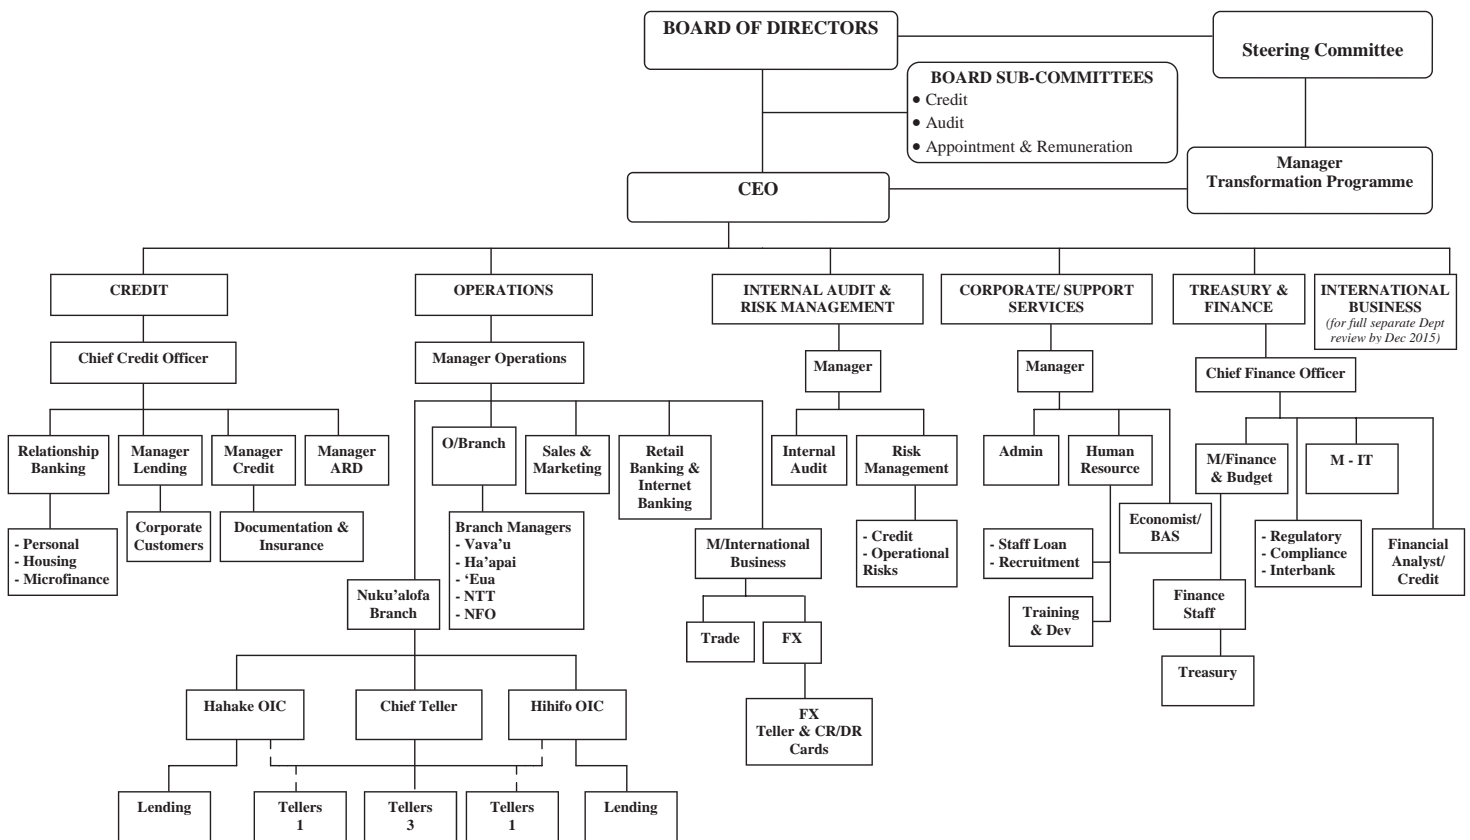 BOARD OF DIRECTORS
Steering Committee
BOARD SUB-COMMITTEES
• Credit
• Audit
• Appointment & Remuneration
Manager
Transformation Programme
CEO
CREDIT
OPERATIONS
INTERNAL AUDIT &
RISK MANAGEMENT
CORPORATE/ SUPPORT
SERVICES
TREASURY &
FINANCE
INTERNATIONAL
BUSINESS
(for full separate Dept
review by Dec 2015)
Chief Credit Officer
Manager Operations
Manager
Manager
Chief Finance Officer
Relationship
Banking
Manager
Lending
Manager
Credit
Manager
ARD
O/Branch
Sales &
Marketing
Retail
Banking &
Internet
Banking
Internal
Audit
Risk
Management
Admin
Human
Resource
M/Finance
& Budget
M - IT
- Personal
- Housing
- Microfinance
Corporate
Customers
Documentation &
Insurance
Branch Managers
- Vava’u
- Ha’apai
- ‘Eua
- NTT
- NFO
M/International
Business
- Credit
- Operational
Risks
- Staff Loan
- Recruitment
Economist/
BAS
- Regulatory
- Compliance
- Interbank
Financial
Analyst/
Credit
Nuku’alofa
Branch
Trade
FX
Training
& Dev
Finance
Staff
Treasury
Hahake OIC
Chief Teller
Hihifo OIC
FX
Teller & CR/DR
Cards
Lending
Tellers
1
Tellers
3
Tellers
1
Lending